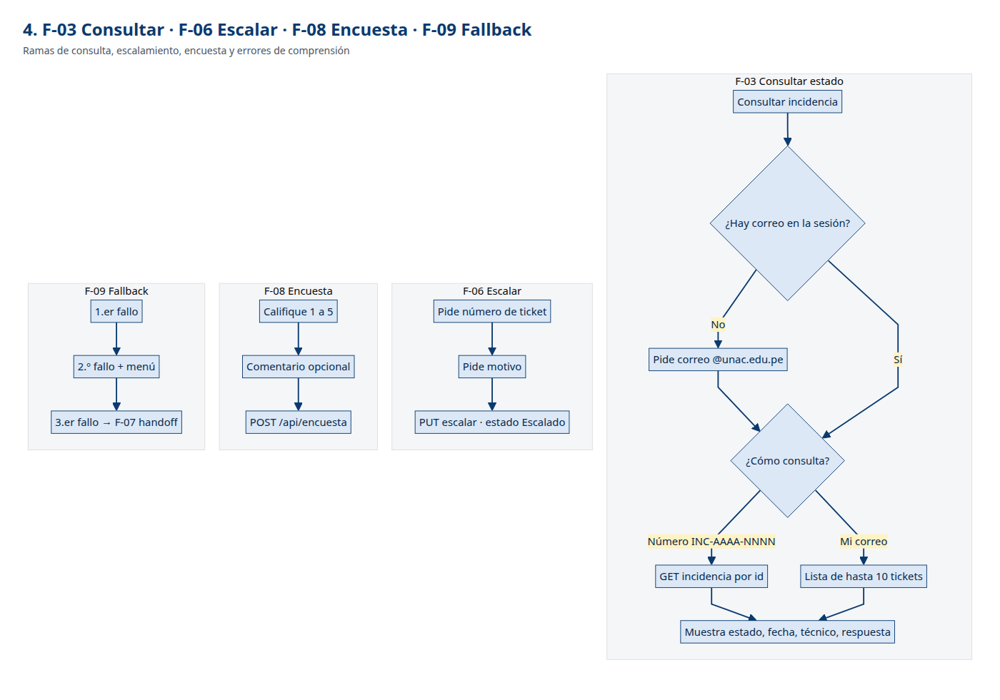 4. F-03 Consultar · F-06 Escalar · F-08 Encuesta · F-09 Fallback
Ramas de consulta, escalamiento, encuesta y errores de comprensión
F-09 Fallback
1.er fallo
2.º fallo + menú
3.er fallo → F-07 handoff
F-08 Encuesta
Califique 1 a 5
Comentario opcional
POST /api/encuesta
F-06 Escalar
Pide número de ticket
Pide motivo
PUT escalar · estado Escalado
F-03 Consultar estado
Consultar incidencia
¿Hay correo en la sesión?
No
Sí
Pide correo @unac.edu.pe
¿Cómo consulta?
Número INC-AAAA-NNNN
Mi correo
GET incidencia por id
Lista de hasta 10 tickets
Muestra estado, fecha, técnico, respuesta